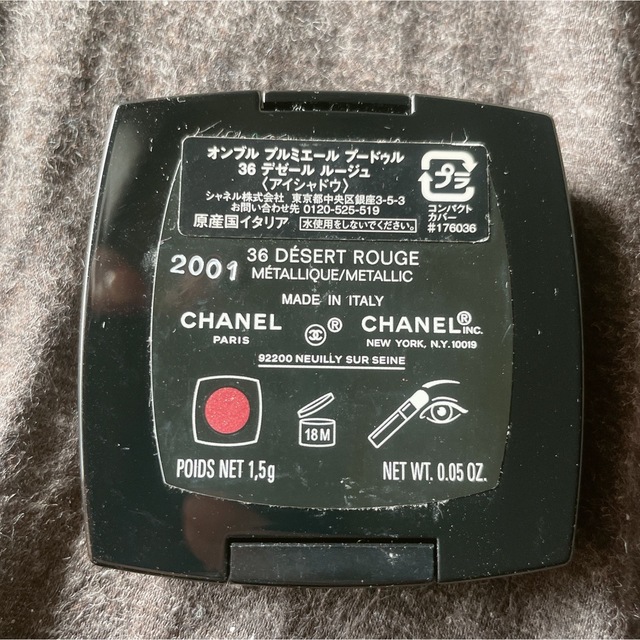 オンブル プルミエール プードゥル
36 デゼール ルージュ
〈アイシャドウ〉
シャネル株式会社 東京都中央区銀座3-5-3
お問い合わせ先 0120-525-519
原産国イタリア 水使用をしないでください。
プラ
コンパクト
カバー
#176036
2001
36 DÉSERT ROUGE
MÉTALLIQUE/METALLIC
MADE IN ITALY
CHANEL
PARIS
®
CHANEL® INC.
NEW YORK, N.Y. 10019
92200 NEUILLY SUR SEINE
18 M
POIDS NET 1,5g
NET WT. 0.05 OZ.